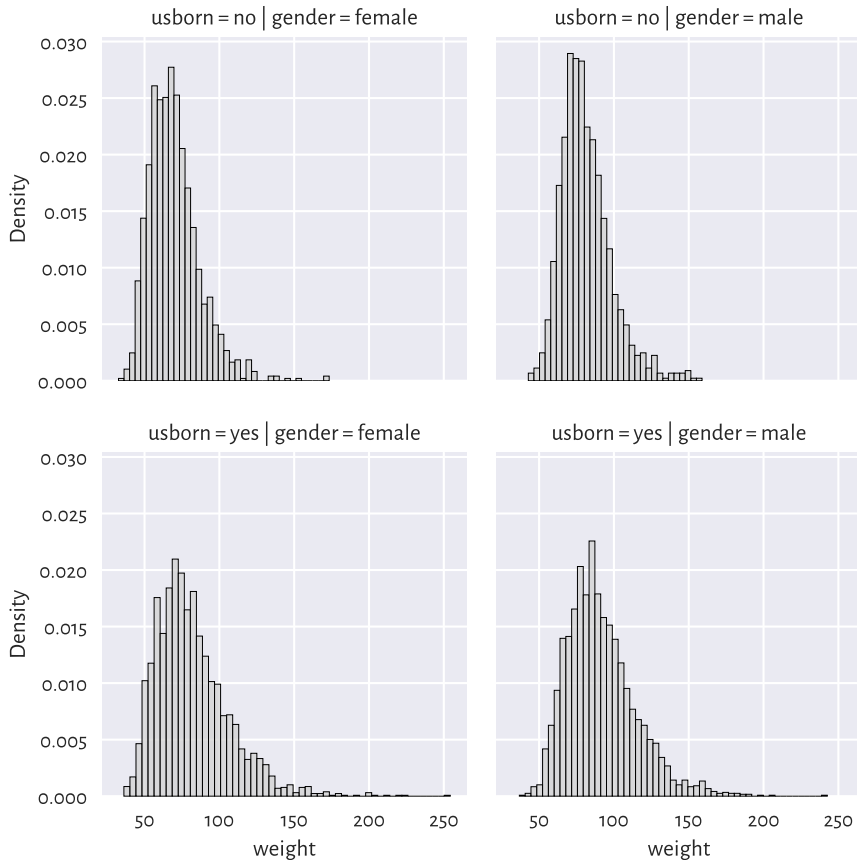 usborn = no | gender = female
usborn = no | gender = male
0.030
0.025
0.020
0.015
0.010
0.005
0.000
Density
usborn = yes | gender = female
usborn = yes | gender = male
0.030
0.025
0.020
0.015
0.010
0.005
0.000
Density
50 100 150 200 250
50 100 150 200 250
weight
weight